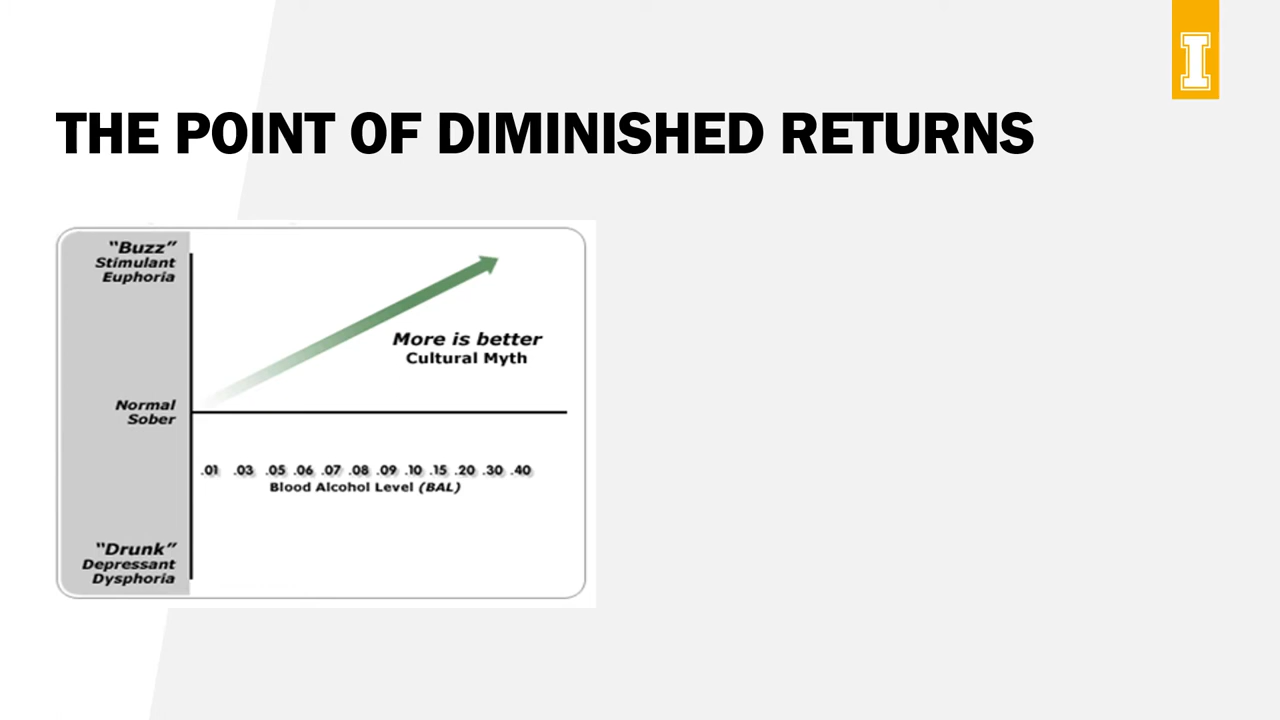 I
THE POINT OF DIMINISHED RETURNS
“Buzz”
Stimulant
Euphoria
More is better
Cultural Myth
Normal
Sober
.01 .03 .05 .06 .07 .08 .09 .10 .15 .20 .30 .40
Blood Alcohol Level (BAL)
“Drunk”
Depressant
Dysphoria